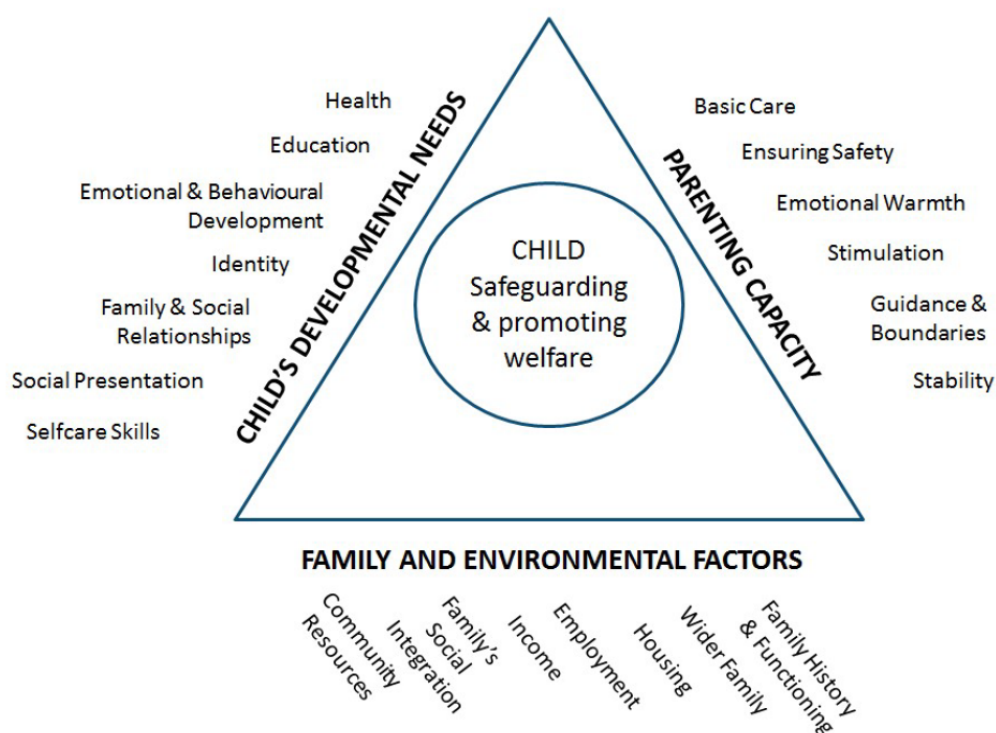 Health
Education
Emotional & Behavioural
Development
Identity
Family & Social
Relationships
Social Presentation
Selfcare Skills
CHILD'S DEVELOPMENTAL NEEDS
CHILD
Safeguarding
& promoting
welfare
PARENTING CAPACITY
Basic Care
Ensuring Safety
Emotional Warmth
Stimulation
Guidance &
Boundaries
Stability
FAMILY AND ENVIRONMENTAL FACTORS
Community
Resources
Family's
Social
Integration
Income
Employment
Housing
Wider Family
Family History
& Functioning